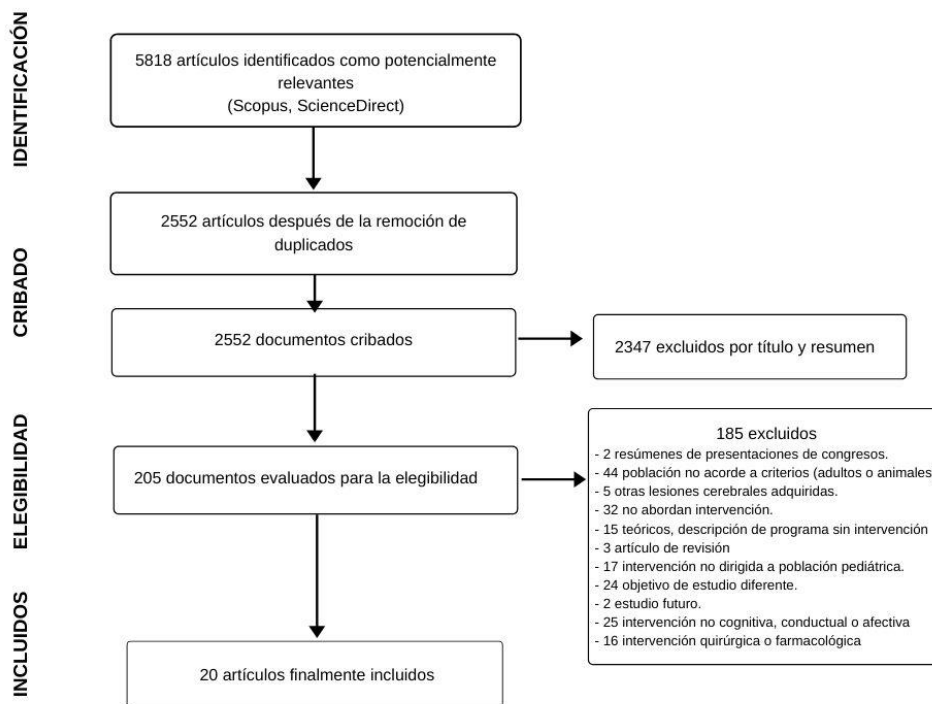 IDENTIFICACIÓN
5818 artículos identificados como potencialmente
relevantes
(Scopus, ScienceDirect)
CRIBADO
2552 artículos después de la remoción de
duplicados
2552 documentos cribados
2347 excluidos por título y resumen
ELEGIBILIDAD
205 documentos evaluados para la elegibilidad
185 excluidos
- 2 resúmenes de presentaciones de congresos.
- 44 población no acorde a criterios (adultos o animales
- 5 otras lesiones cerebrales adquiridas.
- 32 no abordan intervención.
- 15 teóricos, descripción de programa sin intervención
- 3 artículo de revisión
- 17 intervención no dirigida a población pediátrica.
- 24 objetivo de estudio diferente.
- 2 estudio futuro.
- 25 intervención no cognitiva, conductual o afectiva
- 16 intervención quirúrgica o farmacológica
INCLUIDOS
20 artículos finalmente incluidos